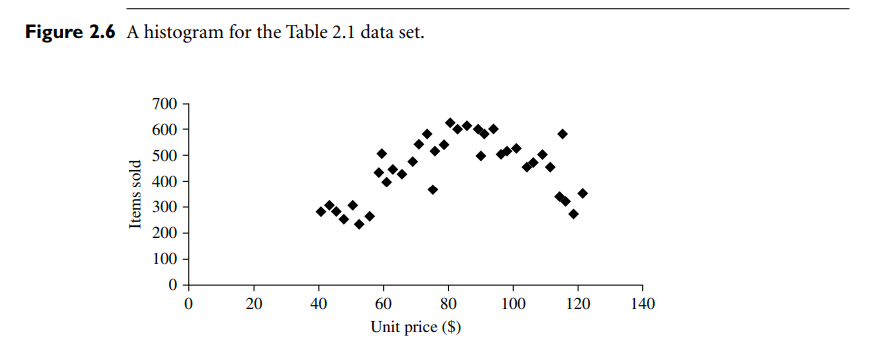 Figure 2.6 A histogram for the Table 2.1 data set.
700
600
500
400
300
200
100
0
Items sold
0 20 40 60 80 100 120 140
Unit price ($)